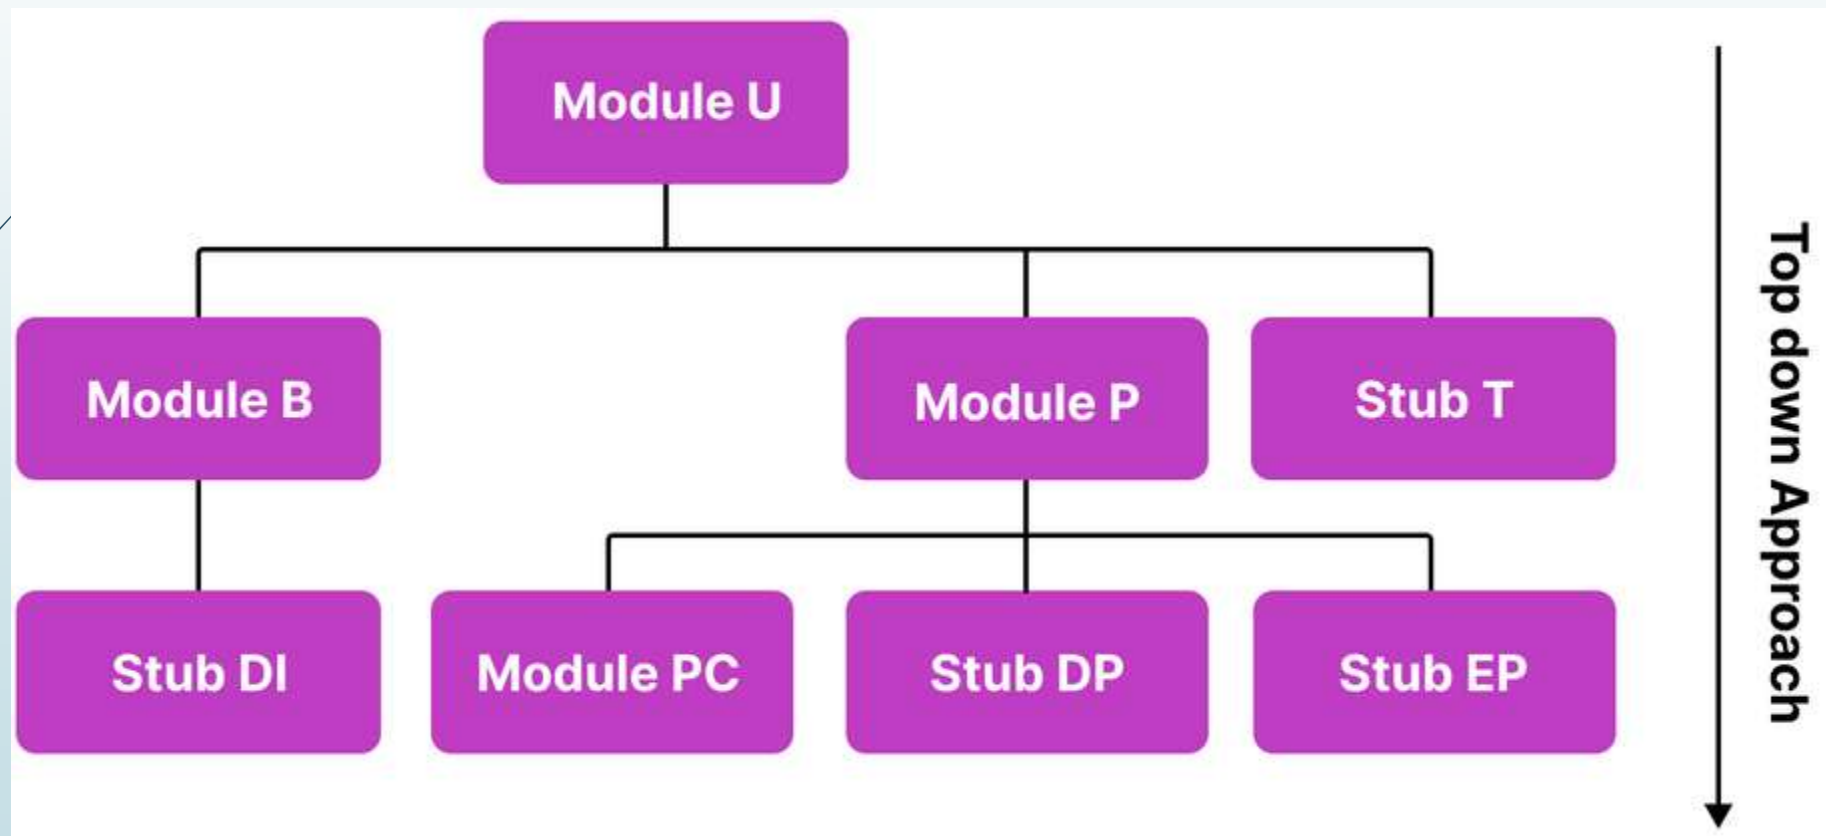 Module U
Module B
Module P
Stub T
Stub DI
Module PC
Stub DP
Stub EP
Top down Approach